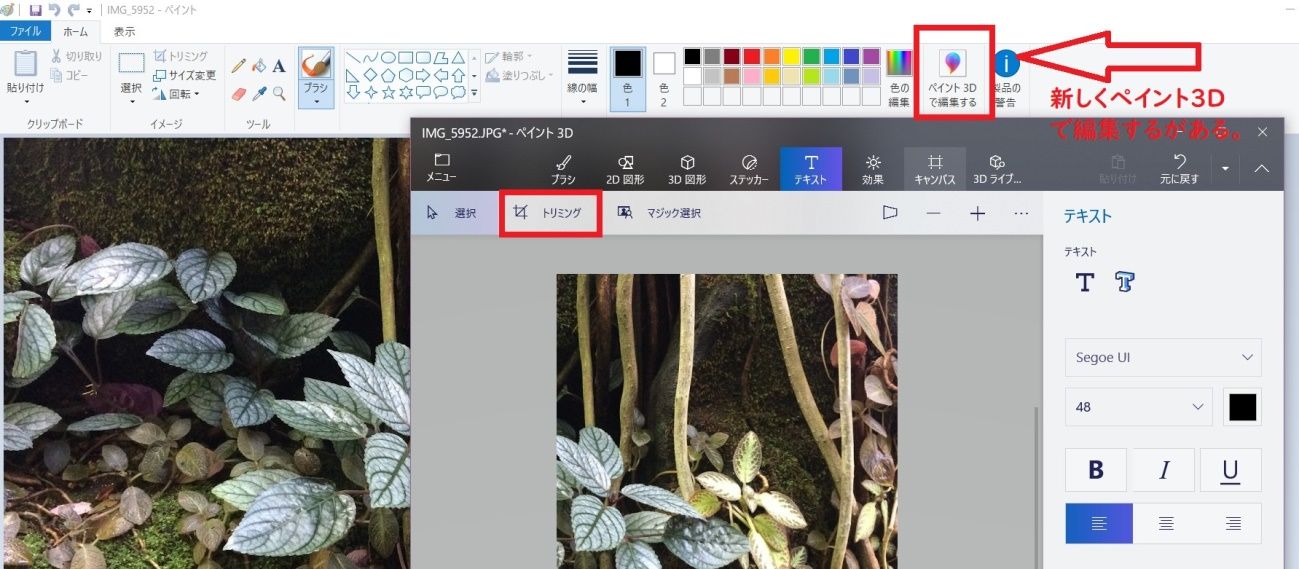 IMG_5952 - ペイント
ファイル ホーム 表示
貼り付け
切り取り
コピー
クリップボード
選択
トリミング
サイズ変更
回転
イメージ
A
ツール
ブラシ
輪郭
塗りつぶし
図形
線の幅
色
1
色
2
色の
編集
ペイント 3D
で編集する
製品の
警告
新しくペイント3D
で編集するがある。
IMG_5952.JPG* - ペイント 3D
メニュー
ブラシ
2D 図形
3D 図形
ステッカー
テキスト
効果
キャンバス
3D ライブ...
貼り付け
元に戻す
選択
トリミング
マジック選択
テキスト
テキスト
T T
Segoe UI
48
B I U